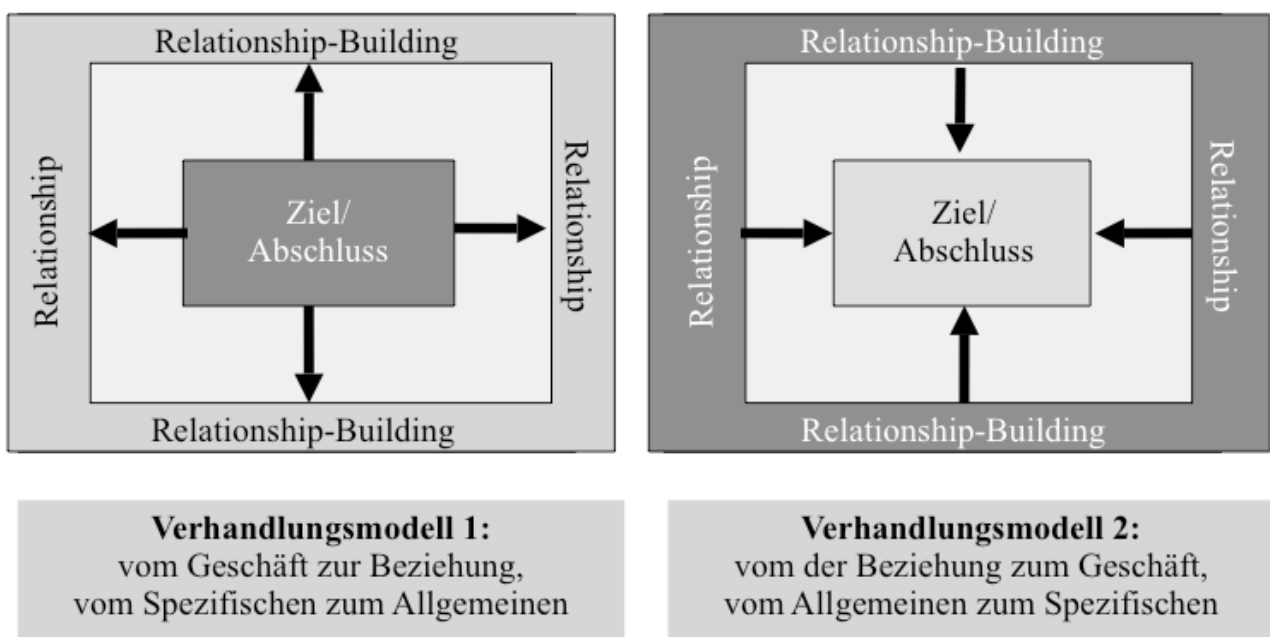 Relationship-Building
Relationship
Ziel/
Abschluss
Relationship
Relationship-Building
Verhandlungsmodell 1:
vom Geschäft zur Beziehung,
vom Spezifischen zum Allgemeinen
Relationship-Building
Relationship
Ziel/
Abschluss
Relationship
Relationship-Building
Verhandlungsmodell 2:
vom der Beziehung zum Geschäft,
vom Allgemeinen zum Spezifischen